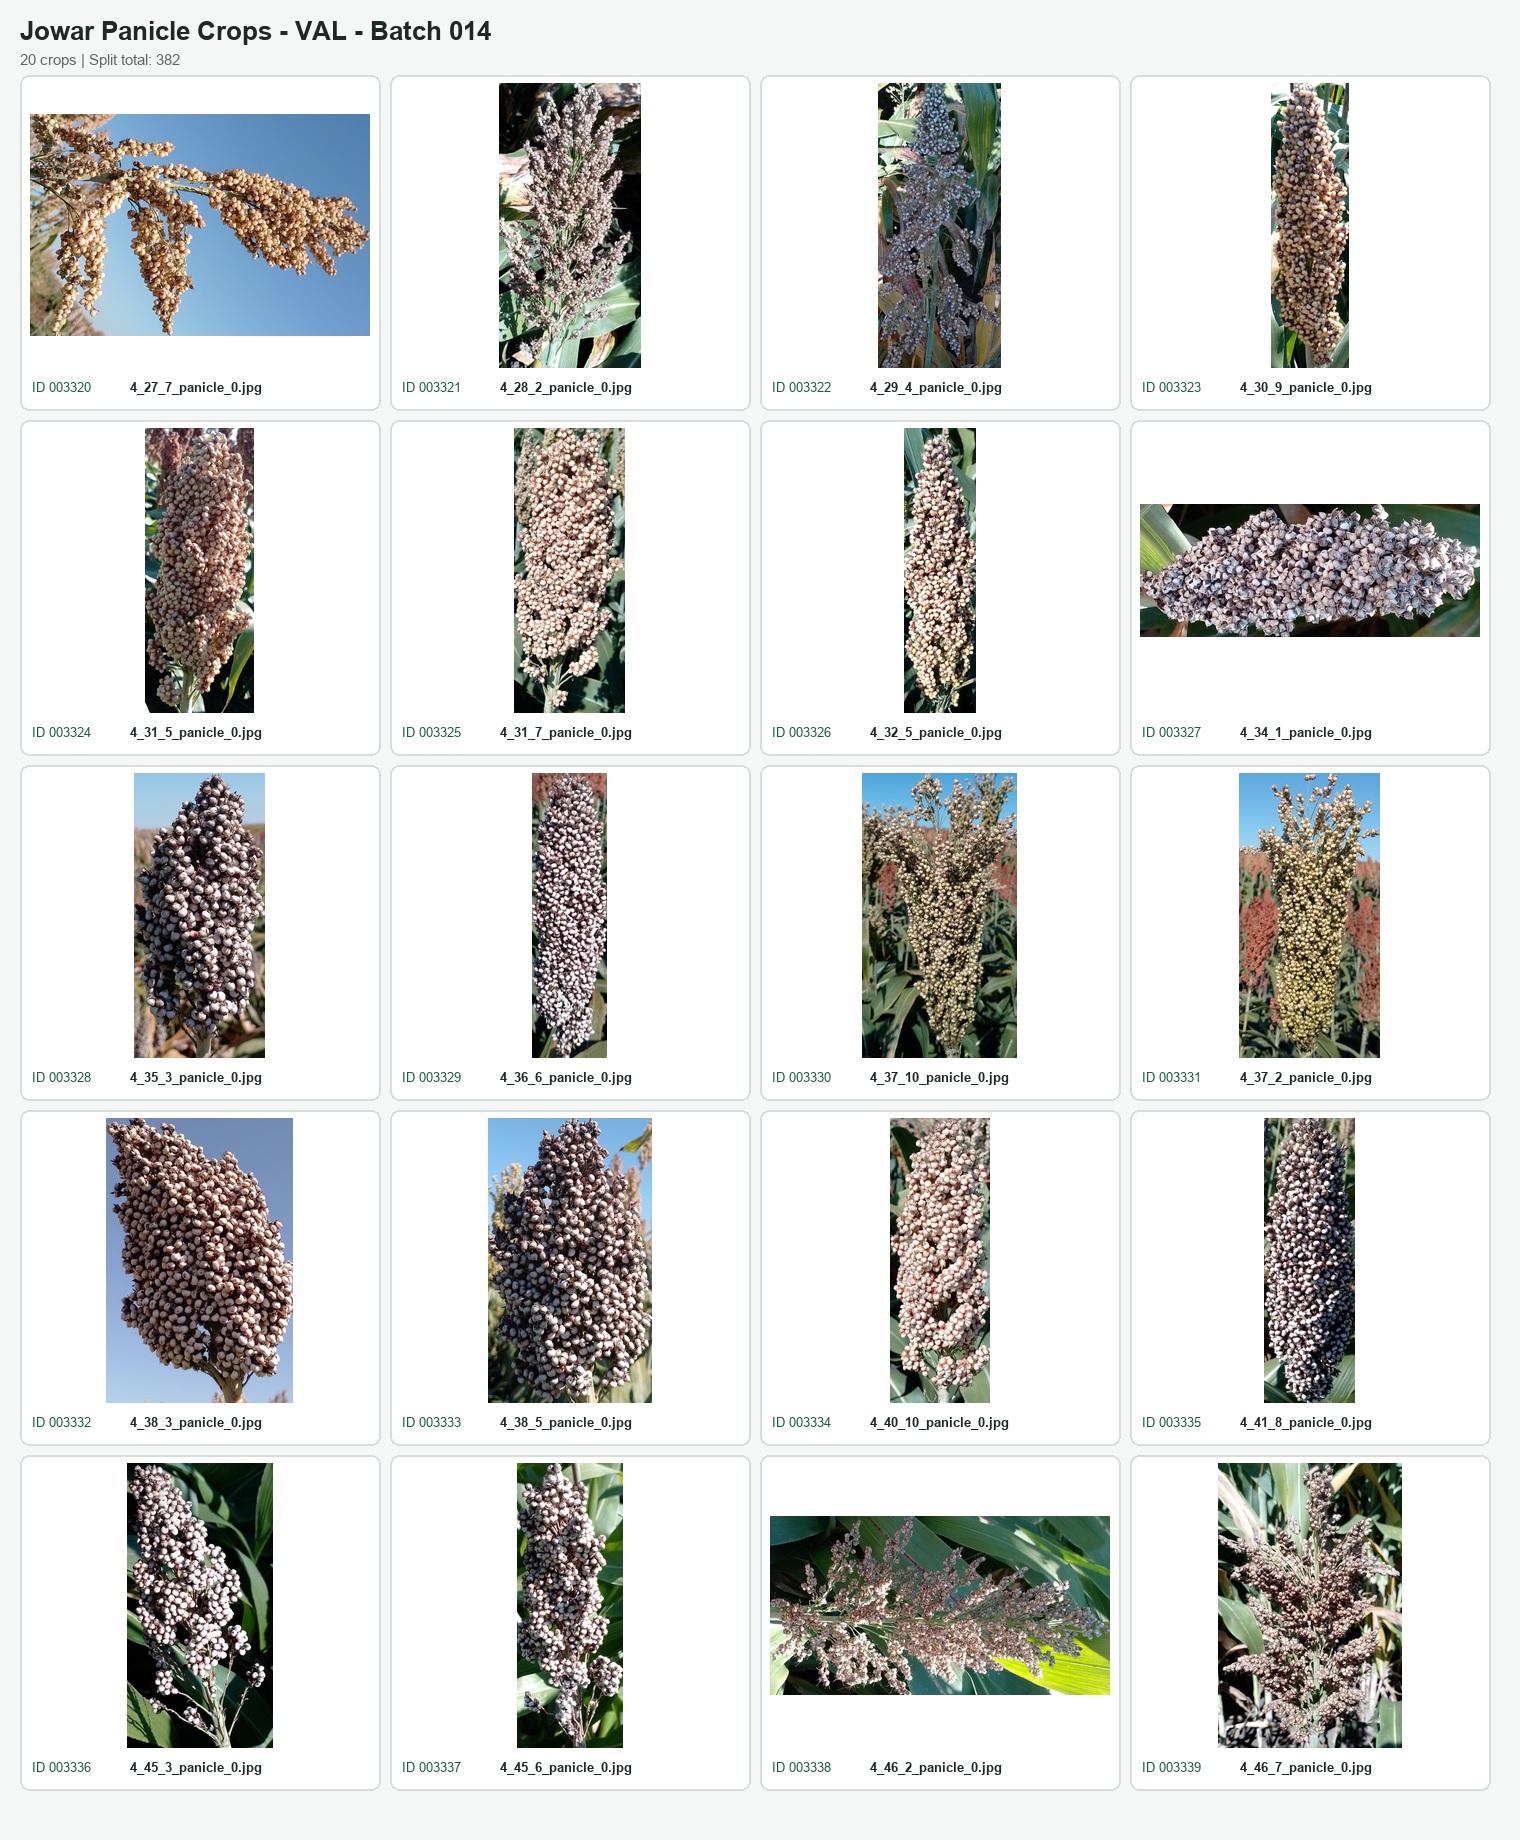 Jowar Panicle Crops - VAL - Batch 014
20 crops | Split total: 382
ID 003320 4_27_7_panicle_0.jpg
ID 003321 4_28_2_panicle_0.jpg
ID 003322 4_29_4_panicle_0.jpg
ID 003323 4_30_9_panicle_0.jpg
ID 003324 4_31_5_panicle_0.jpg
ID 003325 4_31_7_panicle_0.jpg
ID 003326 4_32_5_panicle_0.jpg
ID 003327 4_34_1_panicle_0.jpg
ID 003328 4_35_3_panicle_0.jpg
ID 003329 4_36_6_panicle_0.jpg
ID 003330 4_37_10_panicle_0.jpg
ID 003331 4_37_2_panicle_0.jpg
ID 003332 4_38_3_panicle_0.jpg
ID 003333 4_38_5_panicle_0.jpg
ID 003334 4_40_10_panicle_0.jpg
ID 003335 4_41_8_panicle_0.jpg
ID 003336 4_45_3_panicle_0.jpg
ID 003337 4_45_6_panicle_0.jpg
ID 003338 4_46_2_panicle_0.jpg
ID 003339 4_46_7_panicle_0.jpg